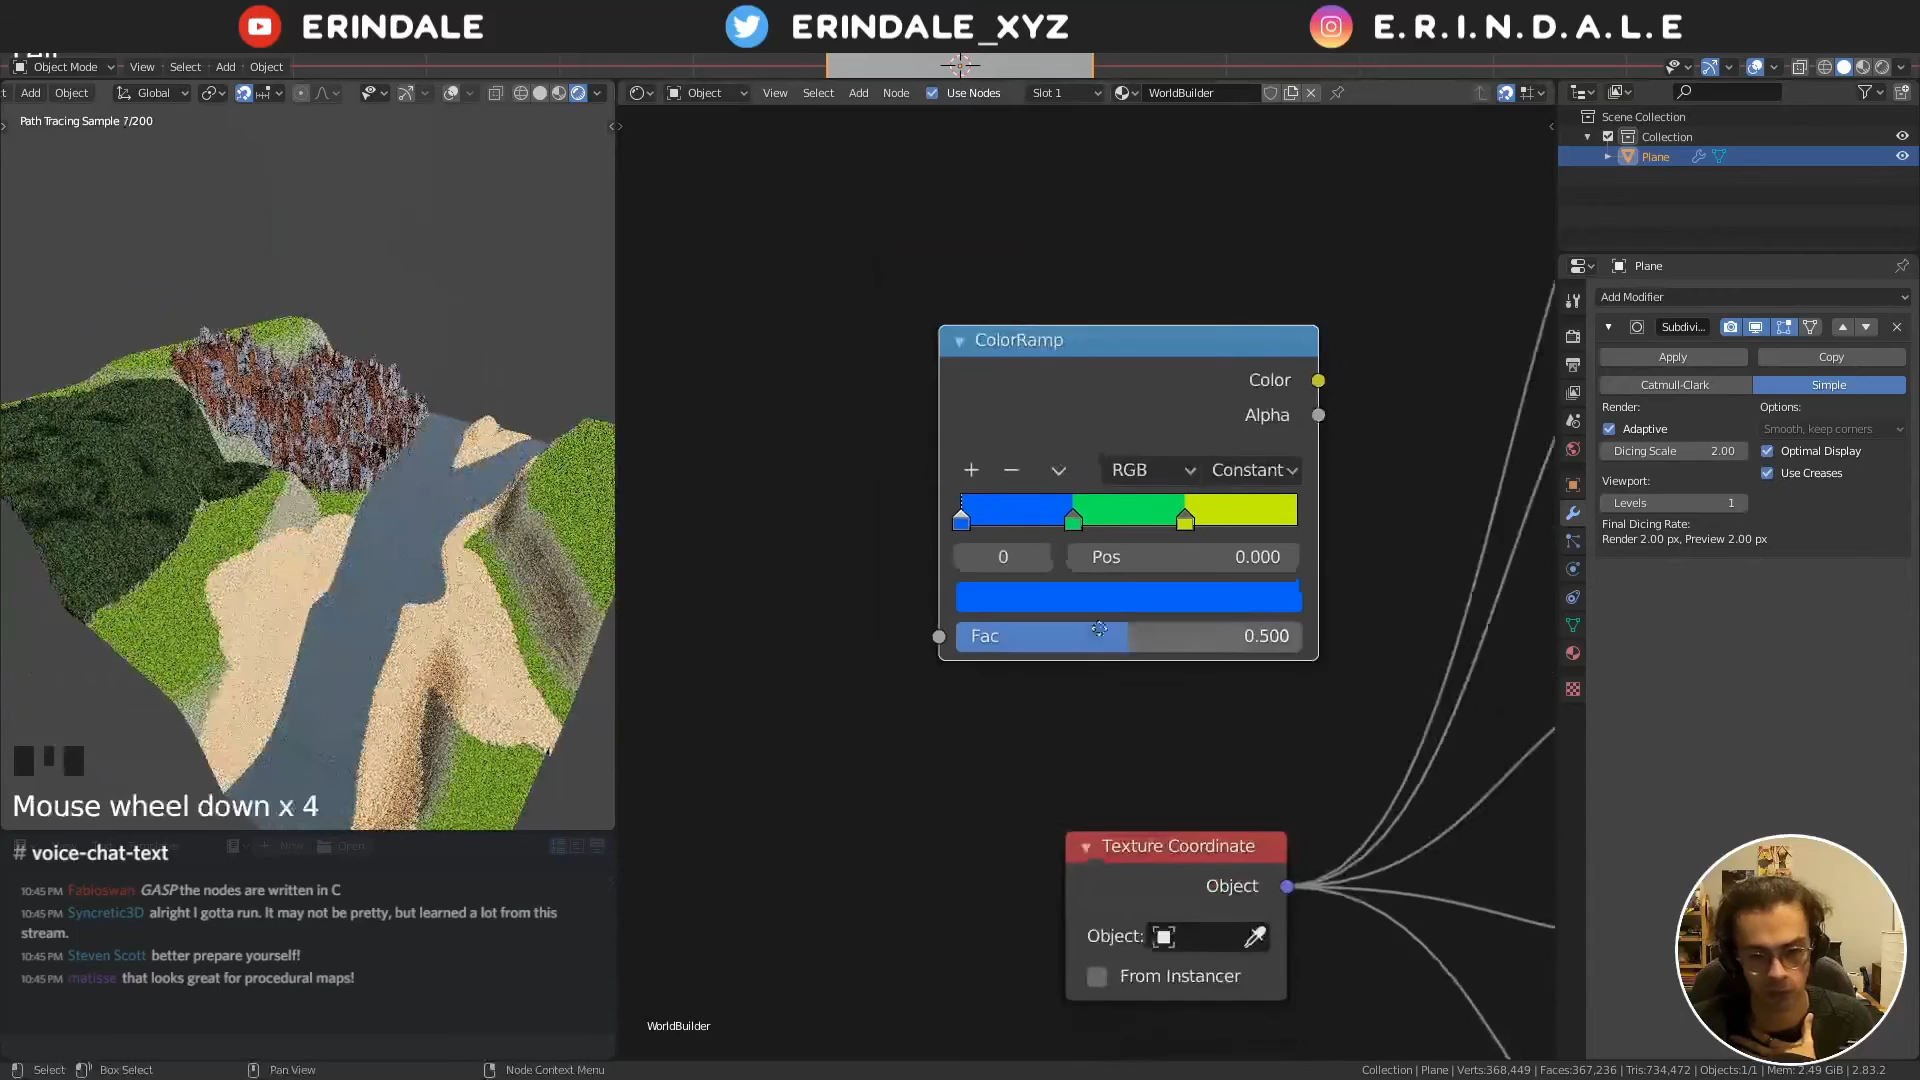 ERINDALE
ERINDALE_XYZ
E.R.I.N.D.A.L.E
Object Mode View Select Add Object
Add Object Global
Object View Select Add Node Use Nodes Slot 1 WorldBuilder
Path Tracing Sample 7/200
Scene Collection
Collection
Plane
Plane
Add Modifier
Subdivi...
Apply Copy
Catmull-Clark Simple
Render: Options:
Adaptive Smooth, keep corners
Dicing Scale 2.00 Optimal Display
Viewport: Use Creases
Levels 1
Final Dicing Rate:
Render 2.00 px, Preview 2.00 px
ColorRamp
Color
Alpha
RGB Constant
0 Pos 0.000
Fac 0.500
Texture Coordinate
Object
Object:
From Instancer
WorldBuilder
Mouse wheel down x 4
# voice-chat-text
10:45 PM Fabioswan GASP the nodes are written in C
10:45 PM Syncretic3D alright I gotta run. It may not be pretty, but learned a lot from this
stream.
10:45 PM Steven Scott better prepare yourself!
10:45 PM matisse that looks great for procedural maps!
Select Box Select Pan View Node Context Menu
Collection | Plane | Verts:368,449 | Faces:367,236 | Tris:734,472 | Objects:1/1 | Mem: 2.49 GiB | 2.83.2